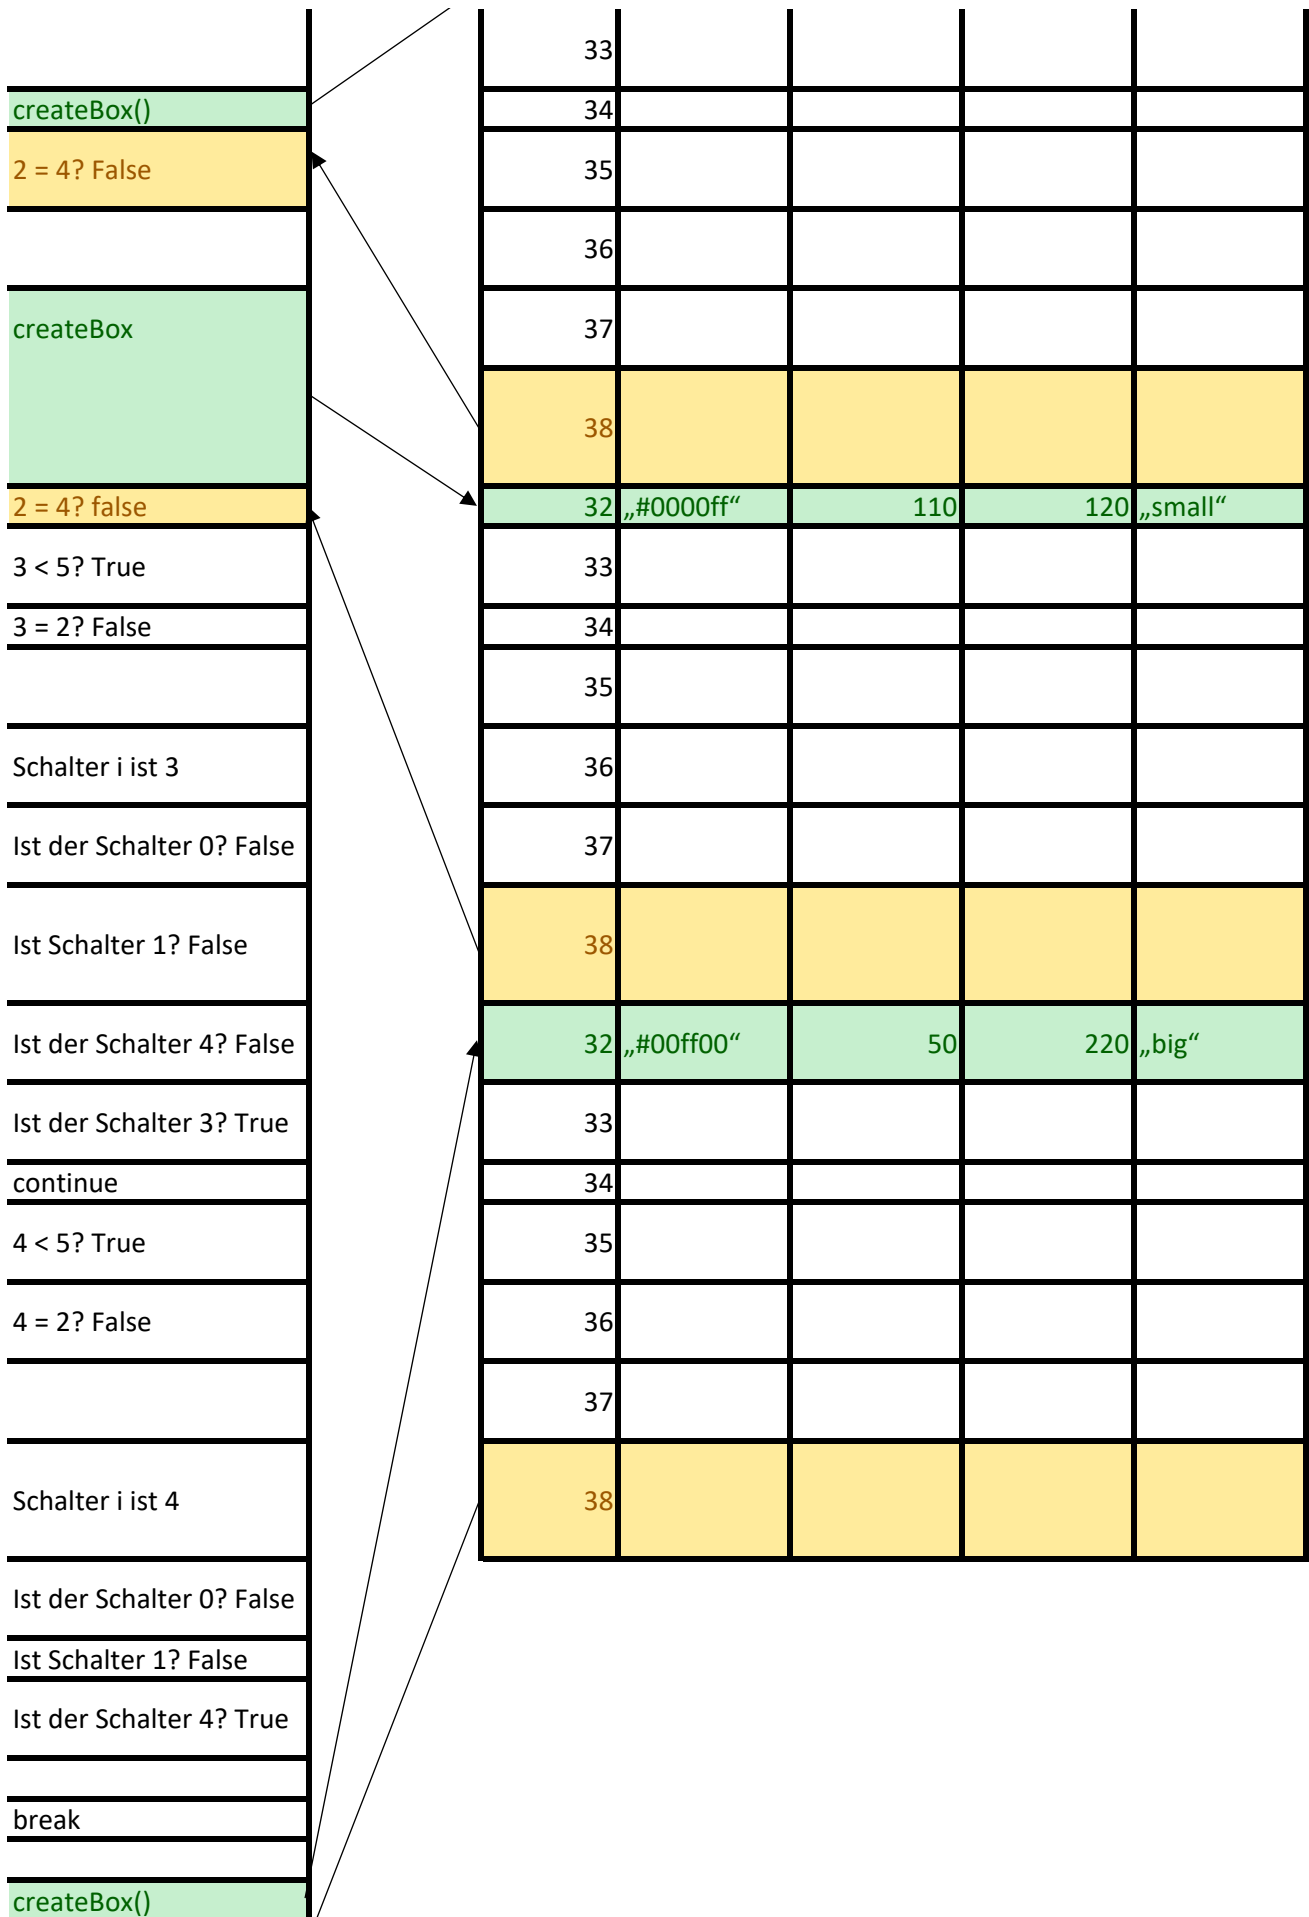 33
createBox() 34
2 = 4? False 35
36
createBox 37
38
2 = 4? false 32 „#0000ff“ 110 120 „small“
3 < 5? True 33
3 = 2? False 34
35
Schalter i ist 3 36
Ist der Schalter 0? False 37
Ist Schalter 1? False 38
Ist der Schalter 4? False 32 „#00ff00“ 50 220 „big“
Ist der Schalter 3? True 33
continue 34
4 < 5? True 35
4 = 2? False 36
37
Schalter i ist 4 38
Ist der Schalter 0? False
Ist Schalter 1? False
Ist der Schalter 4? True
break
createBox()